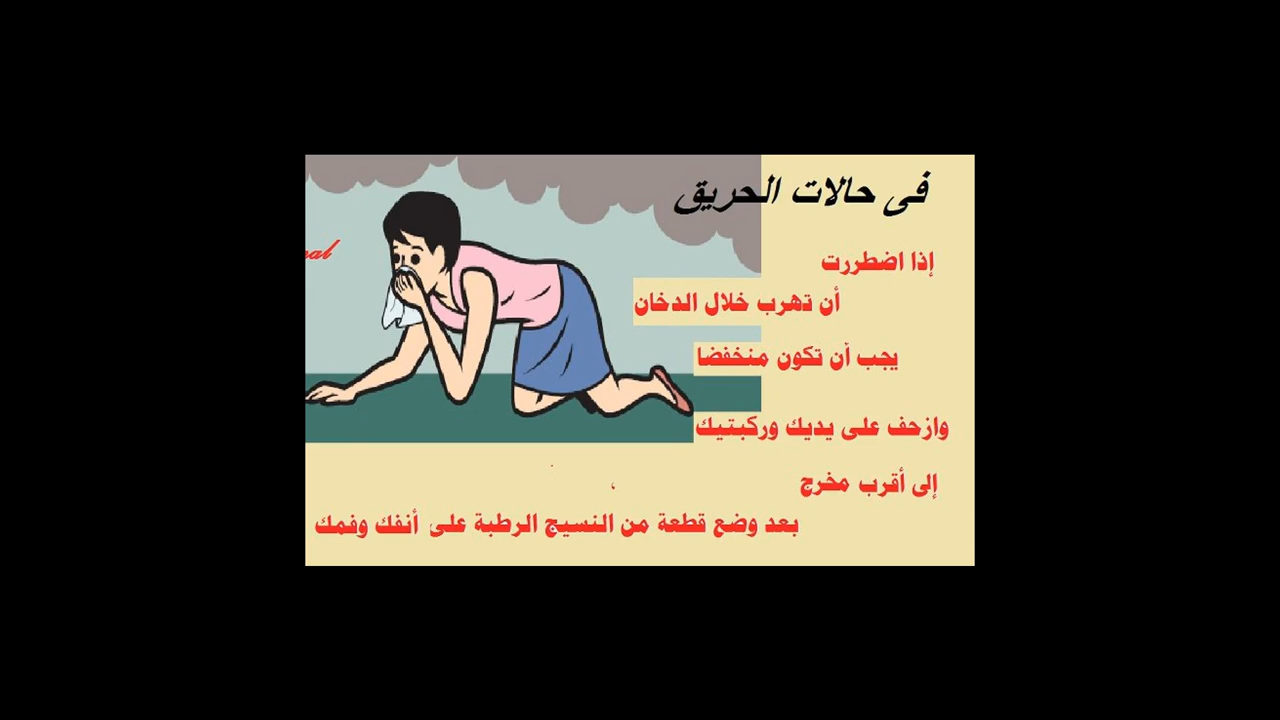 فى حالات الحريق
إذا اضطررت
أن تهرب خلال الدخان
يجب أن تكون منخفضا
وازحف على يديك وركبتيك
إلى أقرب مخرج
بعد وضع قطعة من النسيج الرطبة على أنفك وفمك